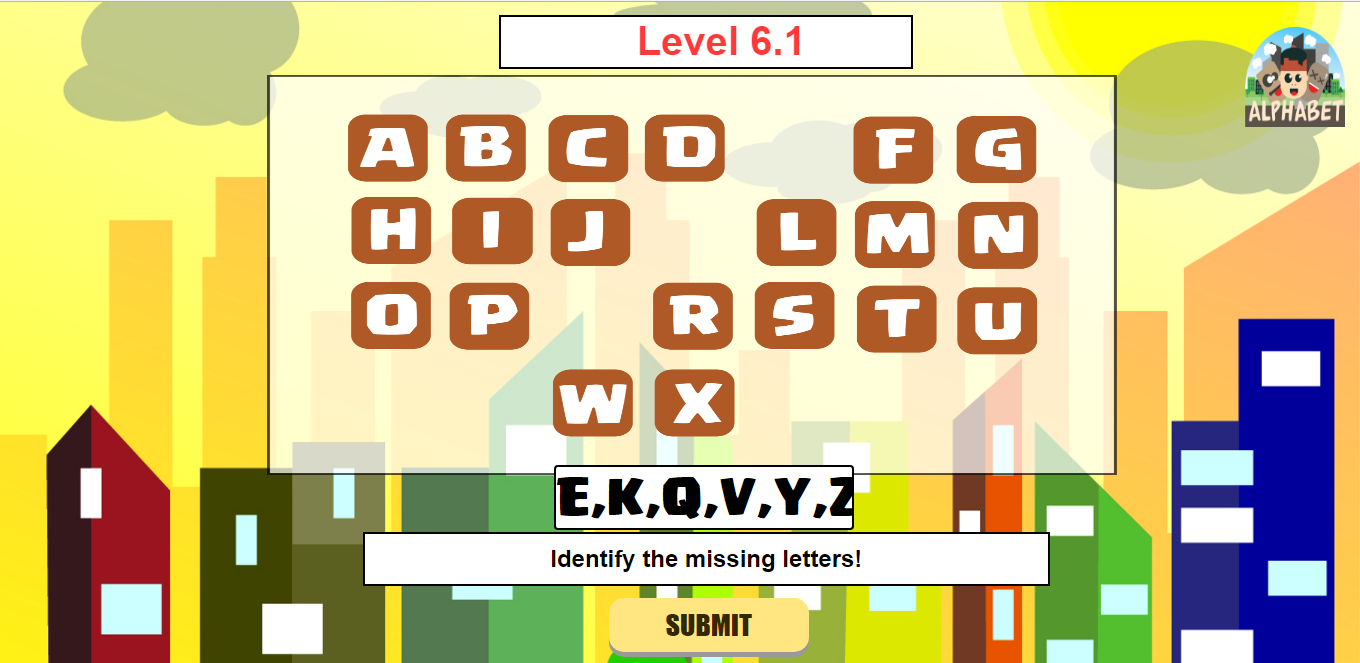 Level 6.1
ALPHABET
A B C D F G
H I J L M N
O P R S T U
W X
E,K,Q,V,Y,Z
Identify the missing letters!
SUBMIT